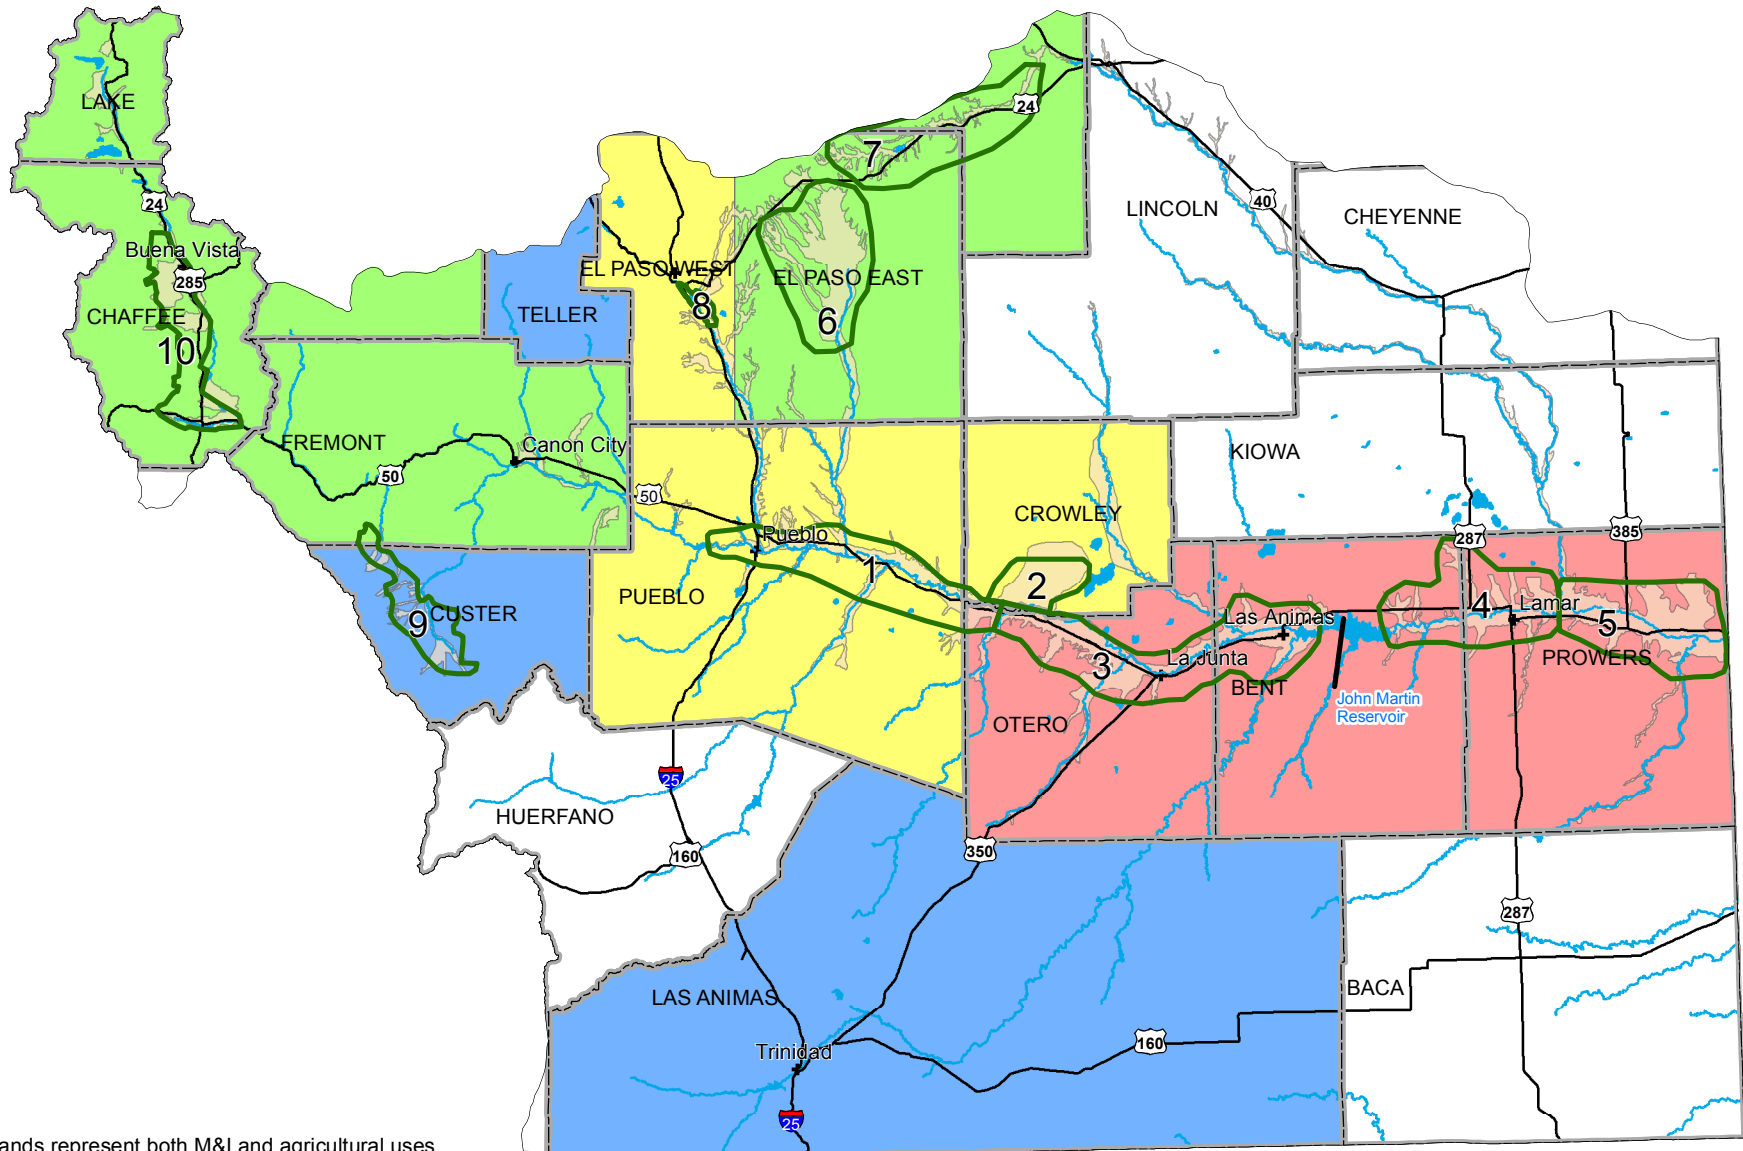 LAKE
24
7
24
Buena Vista
285
CHAFFEE
10
LINCOLN
40
CHEYENNE
EL PASO WEST
EL PASO EAST
8
6
TELLER
FREMONT
Canon City
50
50
KIOWA
CROWLEY
Pueblo
1
2
287
385
PUEBLO
9
CUSTER
Las Animas
4
Lamar
5
PROWERS
3
La Junta
BENT
John Martin
Reservoir
OTERO
25
HUERFANO
160
350
287
LAS ANIMAS
BACA
Trinidad
160
25
ands represent both M&I and agricultural uses